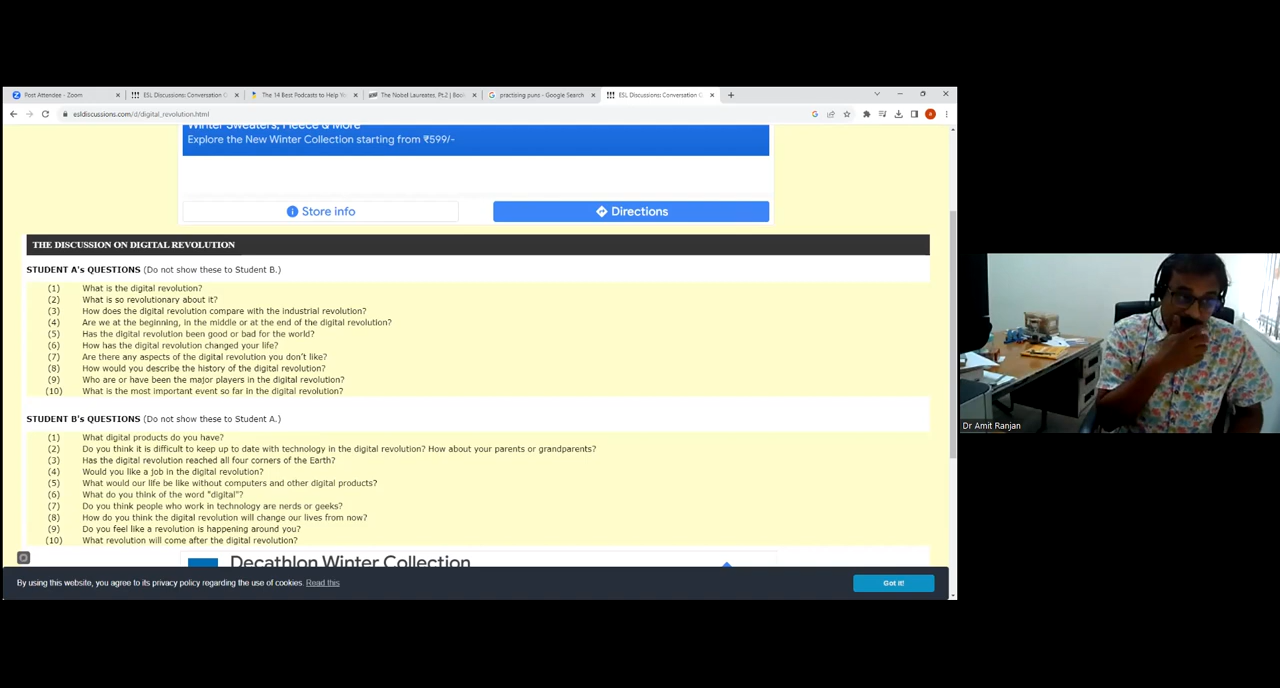 Post Attendee - Zoom
ESL Discussions: Conversation
The 14 Best Podcasts to Help
The Nobel Laureates, Pt.2 | Boo
practising puns - Google Search
ESL Discussions: Conversation
esldiscussions.com/d/digital_revolution.html
Winter Sweaters, Fleece & More
Explore the New Winter Collection starting from ₹599/-
Store info
Directions
THE DISCUSSION ON DIGITAL REVOLUTION
STUDENT A's QUESTIONS (Do not show these to Student B.)
(1) What is the digital revolution?
(2) What is so revolutionary about it?
(3) How does the digital revolution compare with the industrial revolution?
(4) Are we at the beginning, in the middle or at the end of the digital revolution?
(5) Has the digital revolution been good or bad for the world?
(6) How has the digital revolution changed your life?
(7) Are there any aspects of the digital revolution you don't like?
(8) How would you describe the history of the digital revolution?
(9) Who are or have been the major players in the digital revolution?
(10) What is the most important event so far in the digital revolution?
STUDENT B's QUESTIONS (Do not show these to Student A.)
(1) What digital products do you have?
(2) Do you think it is difficult to keep up to date with technology in the digital revolution? How about your parents or grandparents?
(3) Has the digital revolution reached all four corners of the Earth?
(4) Would you like a job in the digital revolution?
(5) What would our life be like without computers and other digital products?
(6) What do you think of the word "digital"?
(7) Do you think people who work in technology are nerds or geeks?
(8) How do you think the digital revolution will change our lives from now?
(9) Do you feel like a revolution is happening around you?
(10) What revolution will come after the digital revolution?
Decathlon Winter Collection
By using this website, you agree to its privacy policy regarding the use of cookies. Read this
Got it!
Dr Amit Ranjan